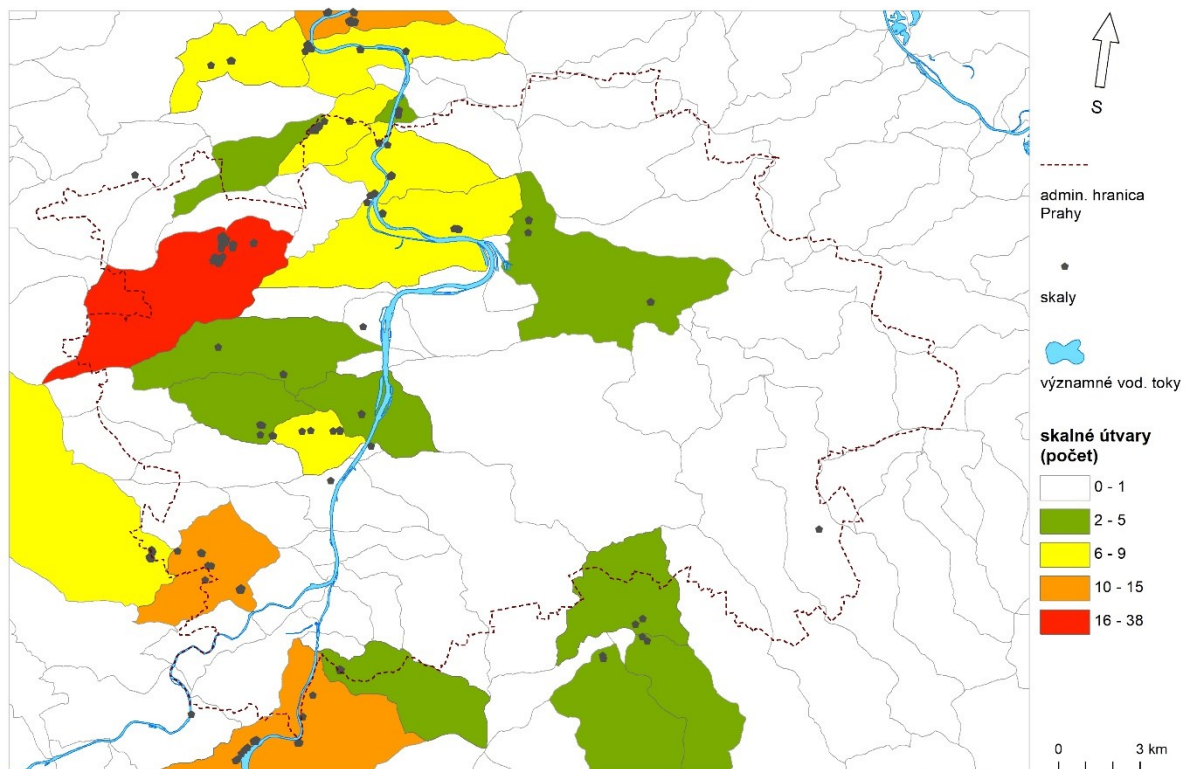 S
admin. hranica
Prahy
skaly
významné vod. toky
skalné útvary
(počet)
0 - 1
2 - 5
6 - 9
10 - 15
16 - 38
0 3 km